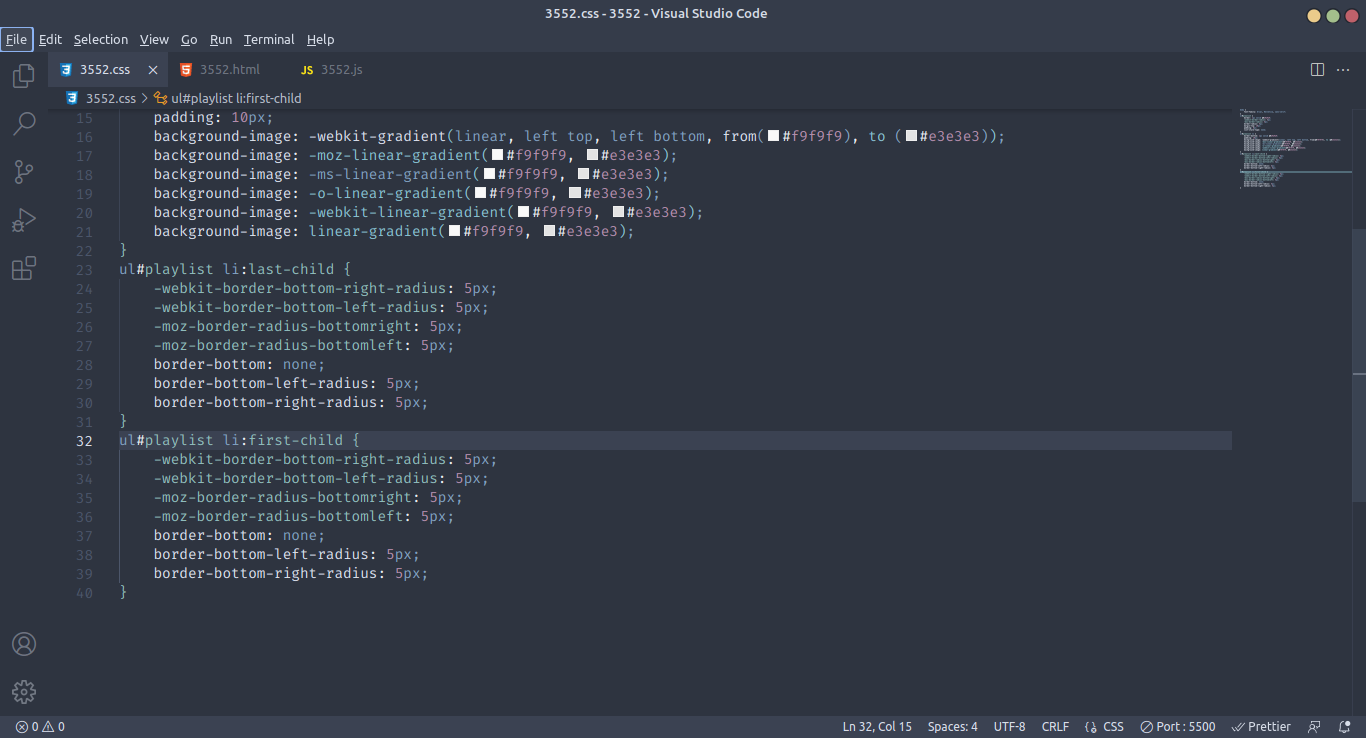 3552.css - 3552 - Visual Studio Code
File Edit Selection View Go Run Terminal Help
3552.css 3552.html JS 3552.js
3552.css > ul#playlist li:first-child
15 padding: 10px;
16 background-image: -webkit-gradient(linear, left top, left bottom, from(#f9f9f9), to (#e3e3e3));
17 background-image: -moz-linear-gradient(#f9f9f9, #e3e3e3);
18 background-image: -ms-linear-gradient(#f9f9f9, #e3e3e3);
19 background-image: -o-linear-gradient(#f9f9f9, #e3e3e3);
20 background-image: -webkit-linear-gradient(#f9f9f9, #e3e3e3);
21 background-image: linear-gradient(#f9f9f9, #e3e3e3);
22 }
23 ul#playlist li:last-child {
24 -webkit-border-bottom-right-radius: 5px;
25 -webkit-border-bottom-left-radius: 5px;
26 -moz-border-radius-bottomright: 5px;
27 -moz-border-radius-bottomleft: 5px;
28 border-bottom: none;
29 border-bottom-left-radius: 5px;
30 border-bottom-right-radius: 5px;
31 }
32 ul#playlist li:first-child {
33 -webkit-border-bottom-right-radius: 5px;
34 -webkit-border-bottom-left-radius: 5px;
35 -moz-border-radius-bottomright: 5px;
36 -moz-border-radius-bottomleft: 5px;
37 border-bottom: none;
38 border-bottom-left-radius: 5px;
39 border-bottom-right-radius: 5px;
40 }
0 0 Ln 32, Col 15 Spaces: 4 UTF-8 CRLF CSS Port : 5500 Prettier